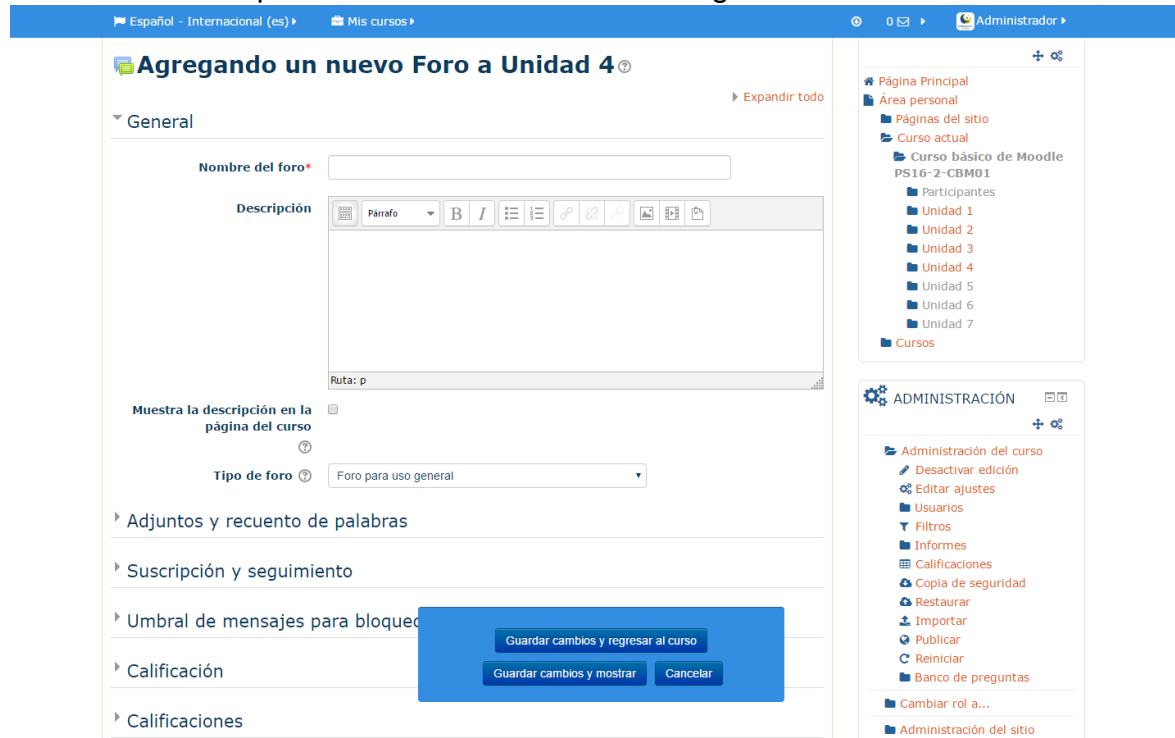 Español - Internacional (es)
Mis cursos
0
Administrador
Agregando un nuevo Foro a Unidad 4
Expandir todo
General
Nombre del foro*
Descripción
Párrafo
B I
Ruta: p
Muestra la descripción en la
página del curso
Tipo de foro
Foro para uso general
Adjuntos y recuento de palabras
Suscripción y seguimiento
Umbral de mensajes para bloqueo
Guardar cambios y regresar al curso
Guardar cambios y mostrar
Cancelar
Calificación
Calificaciones
Página Principal
Área personal
Páginas del sitio
Curso actual
Curso básico de Moodle
PS16-2-CBM01
Participantes
Unidad 1
Unidad 2
Unidad 3
Unidad 4
Unidad 5
Unidad 6
Unidad 7
Cursos
ADMINISTRACIÓN
Administración del curso
Desactivar edición
Editar ajustes
Usuarios
Filtros
Informes
Calificaciones
Copia de seguridad
Restaurar
Importar
Publicar
Reiniciar
Banco de preguntas
Cambiar rol a...
Administración del sitio